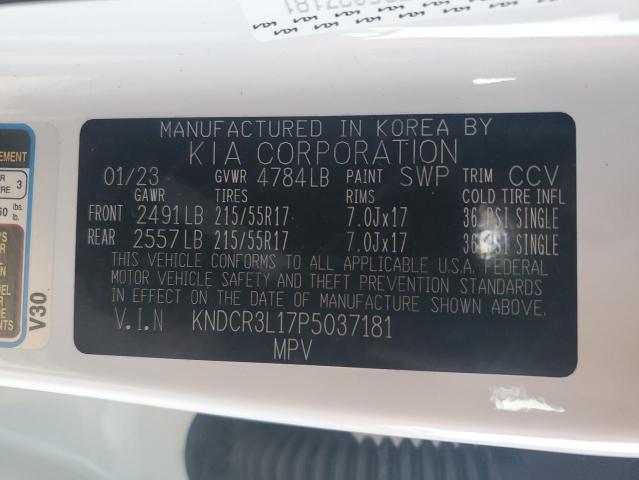 5037181
MANUFACTURED IN KOREA BY
KIA CORPORATION
01/23 GVWR 4784LB PAINT SWP TRIM CCV
GAWR TIRES RIMS COLD TIRE INFL
FRONT 2491LB 215/55R17 7.0Jx17 36 PSI SINGLE
REAR 2557LB 215/55R17 7.0Jx17 36 PSI SINGLE
THIS VEHICLE CONFORMS TO ALL APPLICABLE U.S.A. FEDERAL
MOTOR VEHICLE SAFETY AND THEFT PREVENTION STANDARDS
IN EFFECT ON THE DATE OF MANUFACTURE SHOWN ABOVE.
V.I.N KNDCR3L17P5037181
MPV
3
lbs.
V30